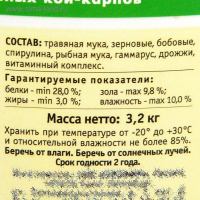 ных кои-карпов
СОСТАВ: травяная мука, зерновые, бобовые,
спирулина, рыбная мука, гаммарус, дрожжи,
витаминный комплекс.
Гарантируемые показатели:
белки - min 28,0 %; зола - max 9,8 %;
жиры - min 3,0 %; влажность - max 10,0 %
Масса нетто: 3,2 кг
Хранить при температуре от -20° до +30°С
и относительной влажности не более 85%.
Беречь от влаги. Беречь от солнечных лучей.
Срок годности 2 года.